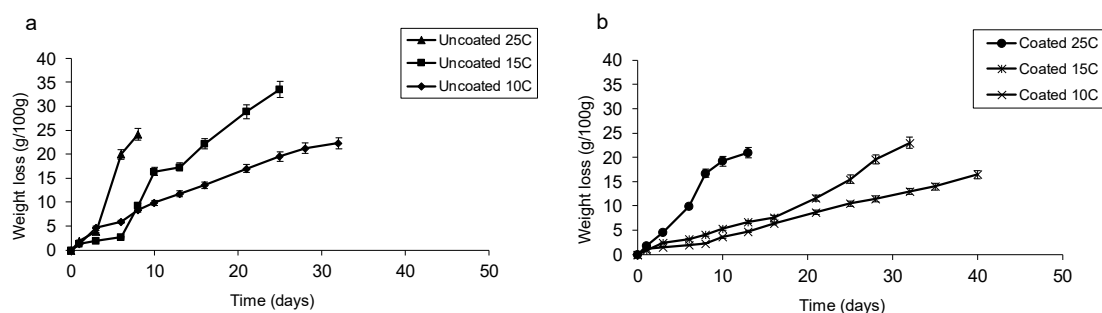 a
Uncoated 25C
Uncoated 15C
Uncoated 10C
Weight loss (g/100g)
40
35
30
25
20
15
10
5
0
0 10 20 30 40 50
Time (days)
b
Coated 25C
Coated 15C
Coated 10C
Weight loss (g/100g)
40
35
30
25
20
15
10
5
0
0 10 20 30 40 50
Time (days)